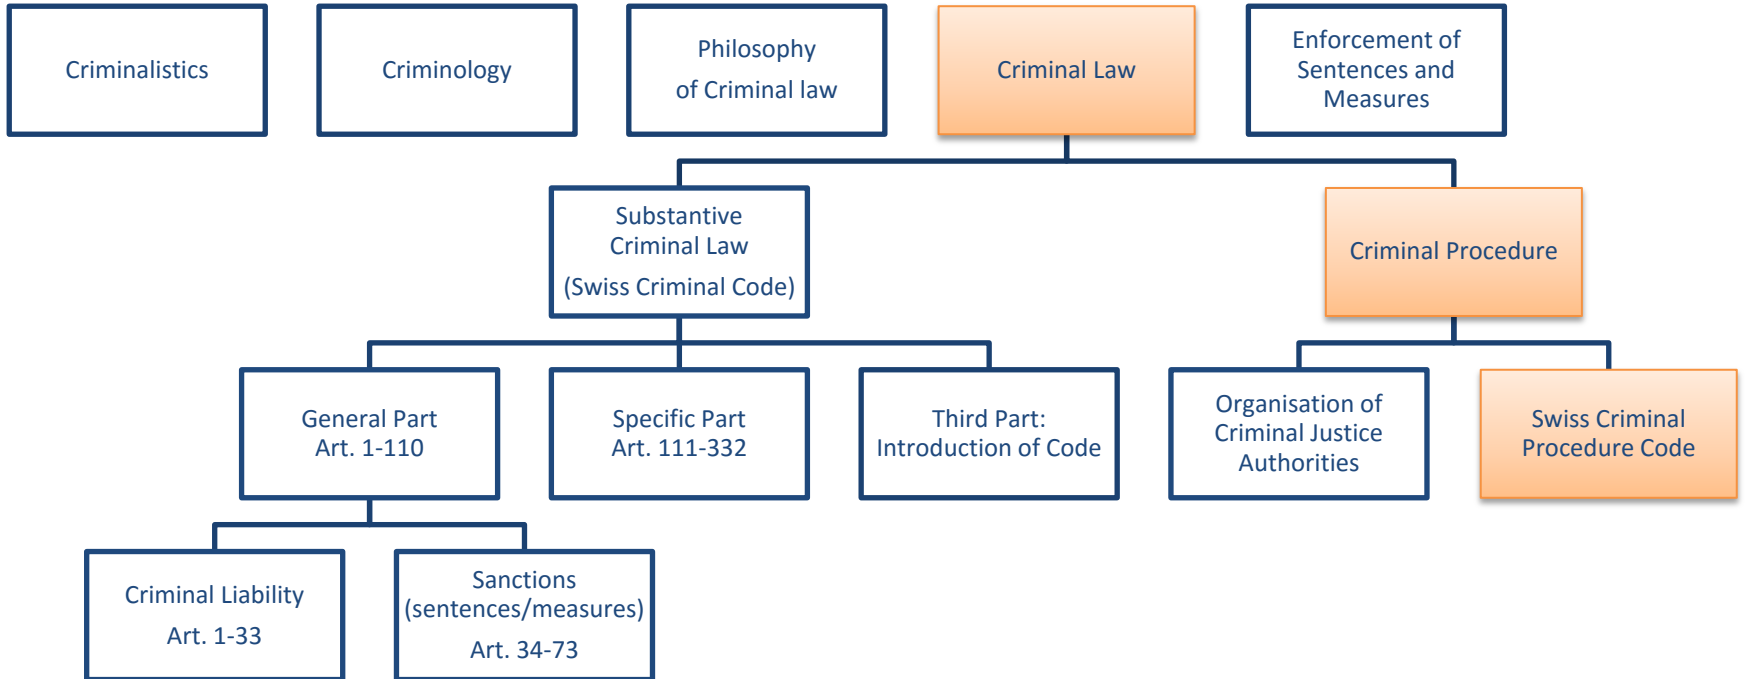 Criminalistics
Criminology
Philosophy
of Criminal law
Criminal Law
Enforcement of
Sentences and
Measures
Substantive
Criminal Law
(Swiss Criminal Code)
Criminal Procedure
General Part
Art. 1-110
Specific Part
Art. 111-332
Third Part:
Introduction of Code
Organisation of
Criminal Justice
Authorities
Swiss Criminal
Procedure Code
Criminal Liability
Art. 1-33
Sanctions
(sentences/measures)
Art. 34-73